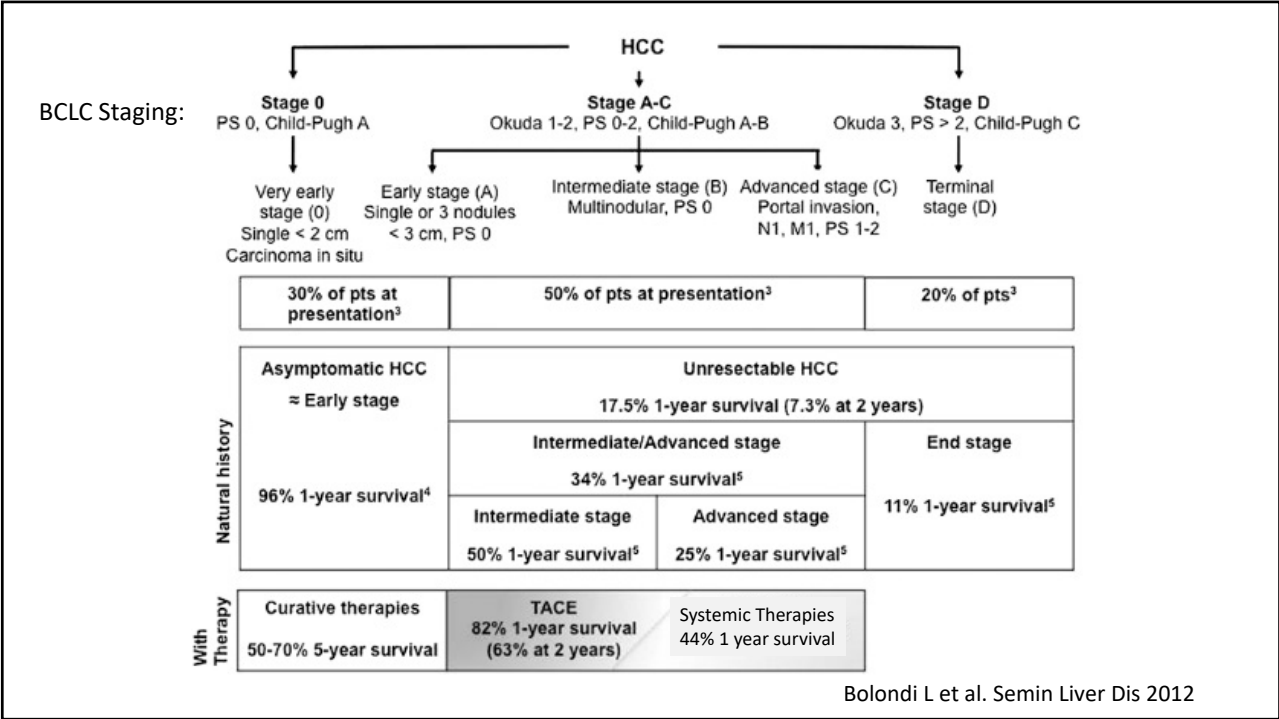 HCC
BCLC Staging:
Stage 0
PS 0, Child-Pugh A
Stage A-C
Okuda 1-2, PS 0-2, Child-Pugh A-B
Stage D
Okuda 3, PS > 2, Child-Pugh C
Very early
stage (0)
Single < 2 cm
Carcinoma in situ
Early stage (A)
Single or 3 nodules
< 3 cm, PS 0
Intermediate stage (B)
Multinodular, PS 0
Advanced stage (C)
Portal invasion,
N1, M1, PS 1-2
Terminal
stage (D)
30% of pts at
presentation³
50% of pts at presentation³
20% of pts³
Natural history
Asymptomatic HCC
≈ Early stage
96% 1-year survival⁴
Unresectable HCC
17.5% 1-year survival (7.3% at 2 years)
Intermediate/Advanced stage
34% 1-year survival⁵
Intermediate stage
50% 1-year survival⁵
Advanced stage
25% 1-year survival⁵
End stage
11% 1-year survival⁵
With
Therapy
Curative therapies
50-70% 5-year survival
TACE
82% 1-year survival
(63% at 2 years)
Systemic Therapies
44% 1 year survival
Bolondi L et al. Semin Liver Dis 2012